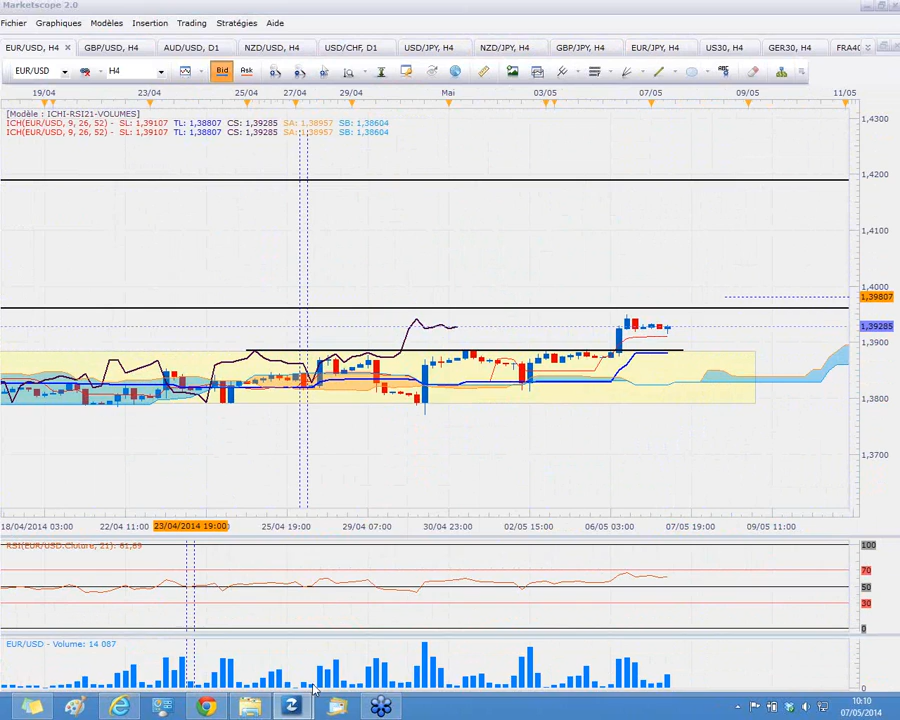 Marketscope 2.0
Fichier Graphiques Modèles Insertion Trading Stratégies Aide
EUR/USD, H4 GBP/USD, H4 AUD/USD, D1 NZD/USD, H4 USD/CHF, D1 USD/JPY, H4 NZD/JPY, H4 GBP/JPY, H4 EUR/JPY, H4 US30, H4 GER30, H4 FRA40
EUR/USD H4 Bid Ask
19/04 23/04 25/04 27/04 29/04 Mai 03/05 07/05 09/05 11/05
[Modèle : ICHI-RSI21-VOLUMES]
ICH(EUR/USD, 9, 26, 52) - SL: 1,39107 TL: 1,38807 CS: 1,39285 SA: 1,38957 SB: 1,38604
ICH(EUR/USD, 9, 26, 52) - SL: 1,39107 TL: 1,38807 CS: 1,39285 SA: 1,38957 SB: 1,38604
1,4300
1,4200
1,4100
1,4000
1,39807
1,39285
1,3900
1,3800
1,3700
18/04/2014 03:00 22/04 11:00 23/04/2014 19:00 25/04 19:00 29/04 07:00 30/04 23:00 02/05 15:00 06/05 03:00 07/05 19:00 09/05 11:00
RSI(EUR/USD.Cloture, 21): 61,69
100
70
50
30
0
EUR/USD - Volume: 14 087
0
10:10
07/05/2014